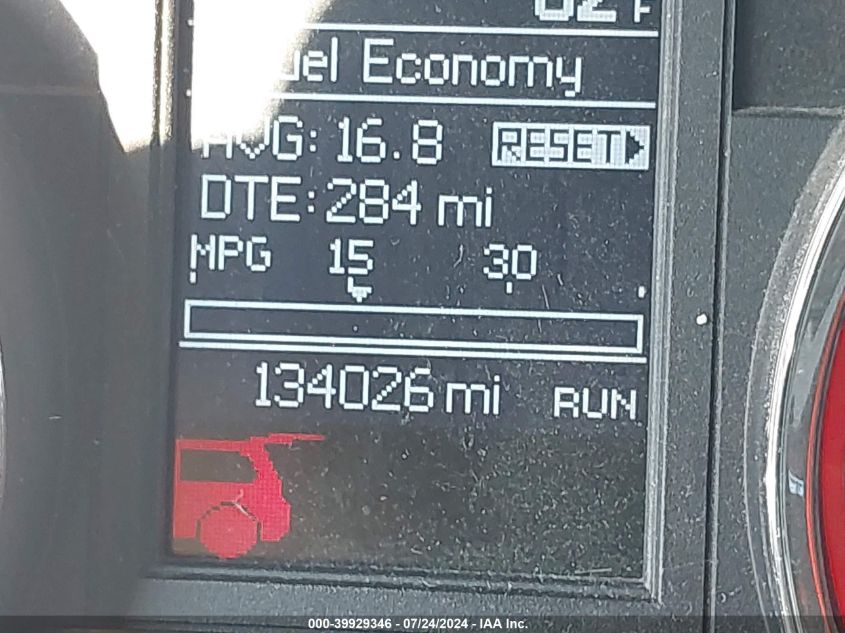 Fuel Economy
AVG: 16.8 RESET
DTE: 284 mi
MPG 15 30
134026 mi RUN
000-39929346 - 07/24/2024 - IAA Inc.